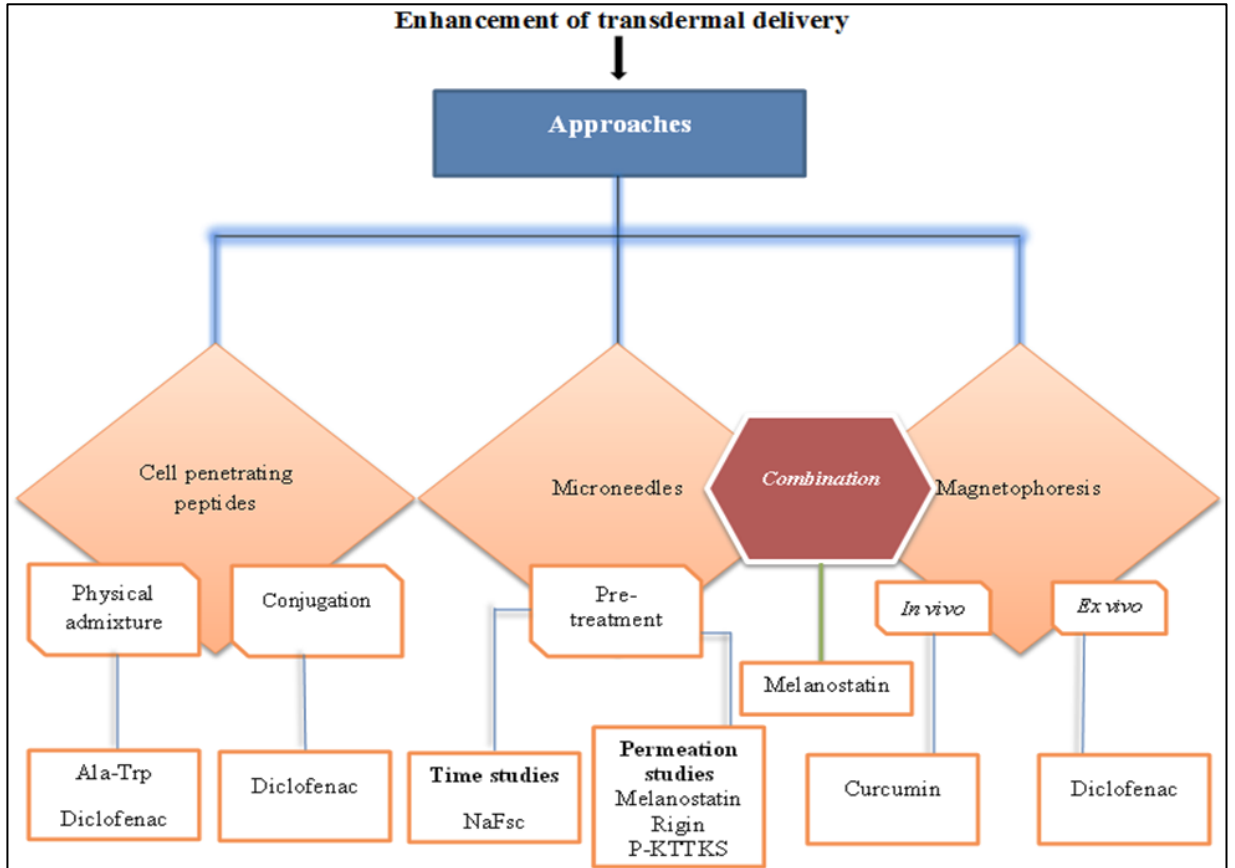 Enhancement of transdermal delivery
Approaches
Cell penetrating
peptides
Microneedles
Combination
Magnetophoresis
Physical
admixture
Conjugation
Pre-
treatment
In vivo
Ex vivo
Melanostatin
Ala-Trp
Diclofenac
Diclofenac
Time studies
NaFsc
Permeation
studies
Melanostatin
Rigin
P-KTTKS
Curcumin
Diclofenac